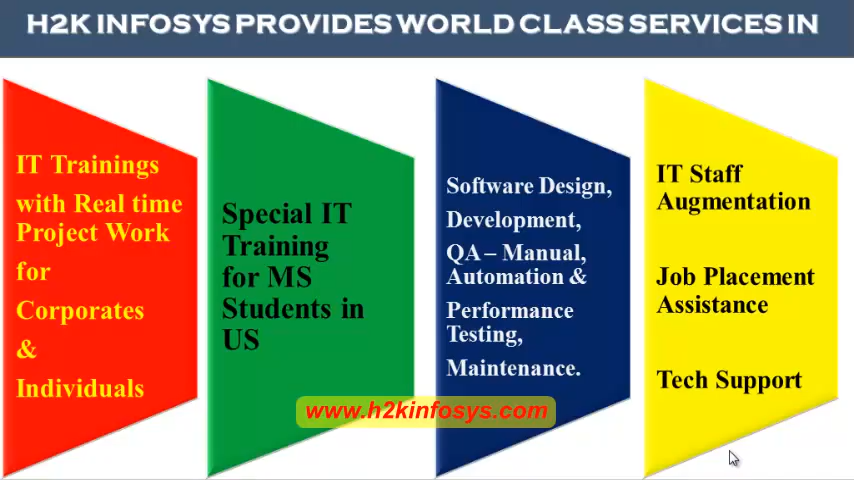 H2K INFOSYS PROVIDES WORLD CLASS SERVICES IN
IT Trainings
with Real time
Project Work
for
Corporates
&
Individuals
Special IT
Training
for MS
Students in
US
Software Design,
Development,
QA – Manual,
Automation &
Performance
Testing,
Maintenance.
IT Staff
Augmentation
Job Placement
Assistance
Tech Support
www.h2kinfosys.com